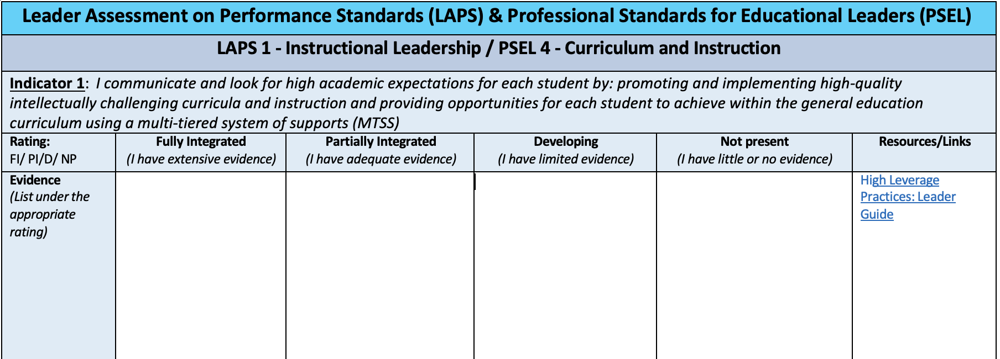 Leader Assessment on Performance Standards (LAPS) & Professional Standards for Educational Leaders (PSEL)
LAPS 1 - Instructional Leadership / PSEL 4 - Curriculum and Instruction
Indicator 1:  I communicate and look for high academic expectations for each student by: promoting and implementing high-quality
intellectually challenging curricula and instruction and providing opportunities for each student to achieve within the general education
curriculum using a multi-tiered system of supports (MTSS)
Rating:
FI/ PI/D/ NP
Fully Integrated
(I have extensive evidence)
Partially Integrated
(I have adequate evidence)
Developing
(I have limited evidence)
Not present
(I have little or no evidence)
Resources/Links
Evidence
(List under the
appropriate
rating)
High Leverage
Practices: Leader
Guide